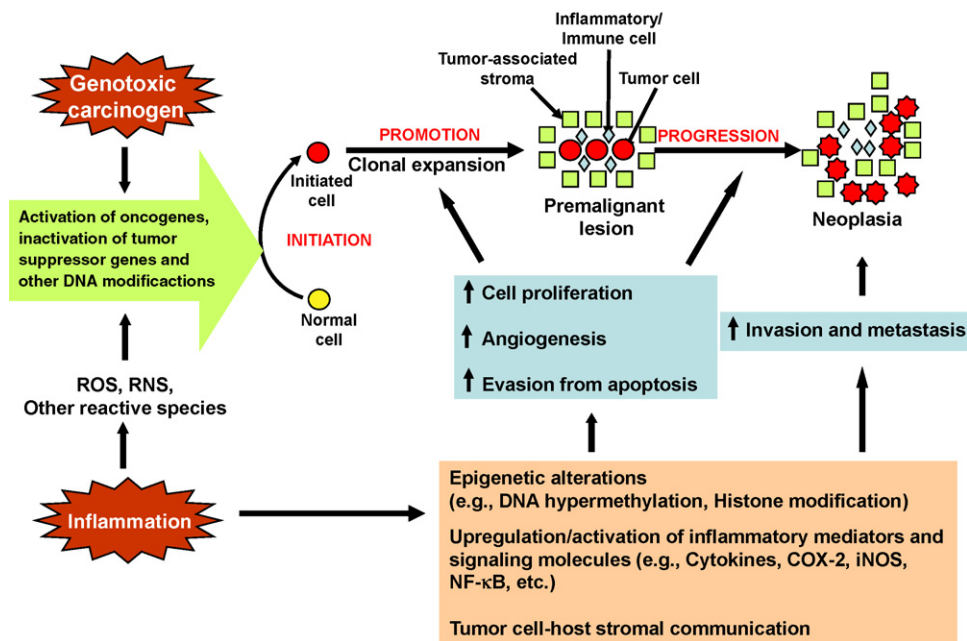 Genotoxic
carcinogen
Activation of oncogenes,
inactivation of tumor
suppressor genes and
other DNA modificactions
ROS, RNS,
Other reactive species
Inflammation
Initiated
cell
INITIATION
Normal
cell
PROMOTION
Clonal expansion
Tumor-associated
stroma
Inflammatory/
Immune cell
Tumor cell
Premalignant
lesion
PROGRESSION
Neoplasia
Cell proliferation
Angiogenesis
Evasion from apoptosis
Invasion and metastasis
Epigenetic alterations
(e.g., DNA hypermethylation, Histone modification)
Upregulation/activation of inflammatory mediators and
signaling molecules (e.g., Cytokines, COX-2, iNOS,
NF-κB, etc.)
Tumor cell-host stromal communication